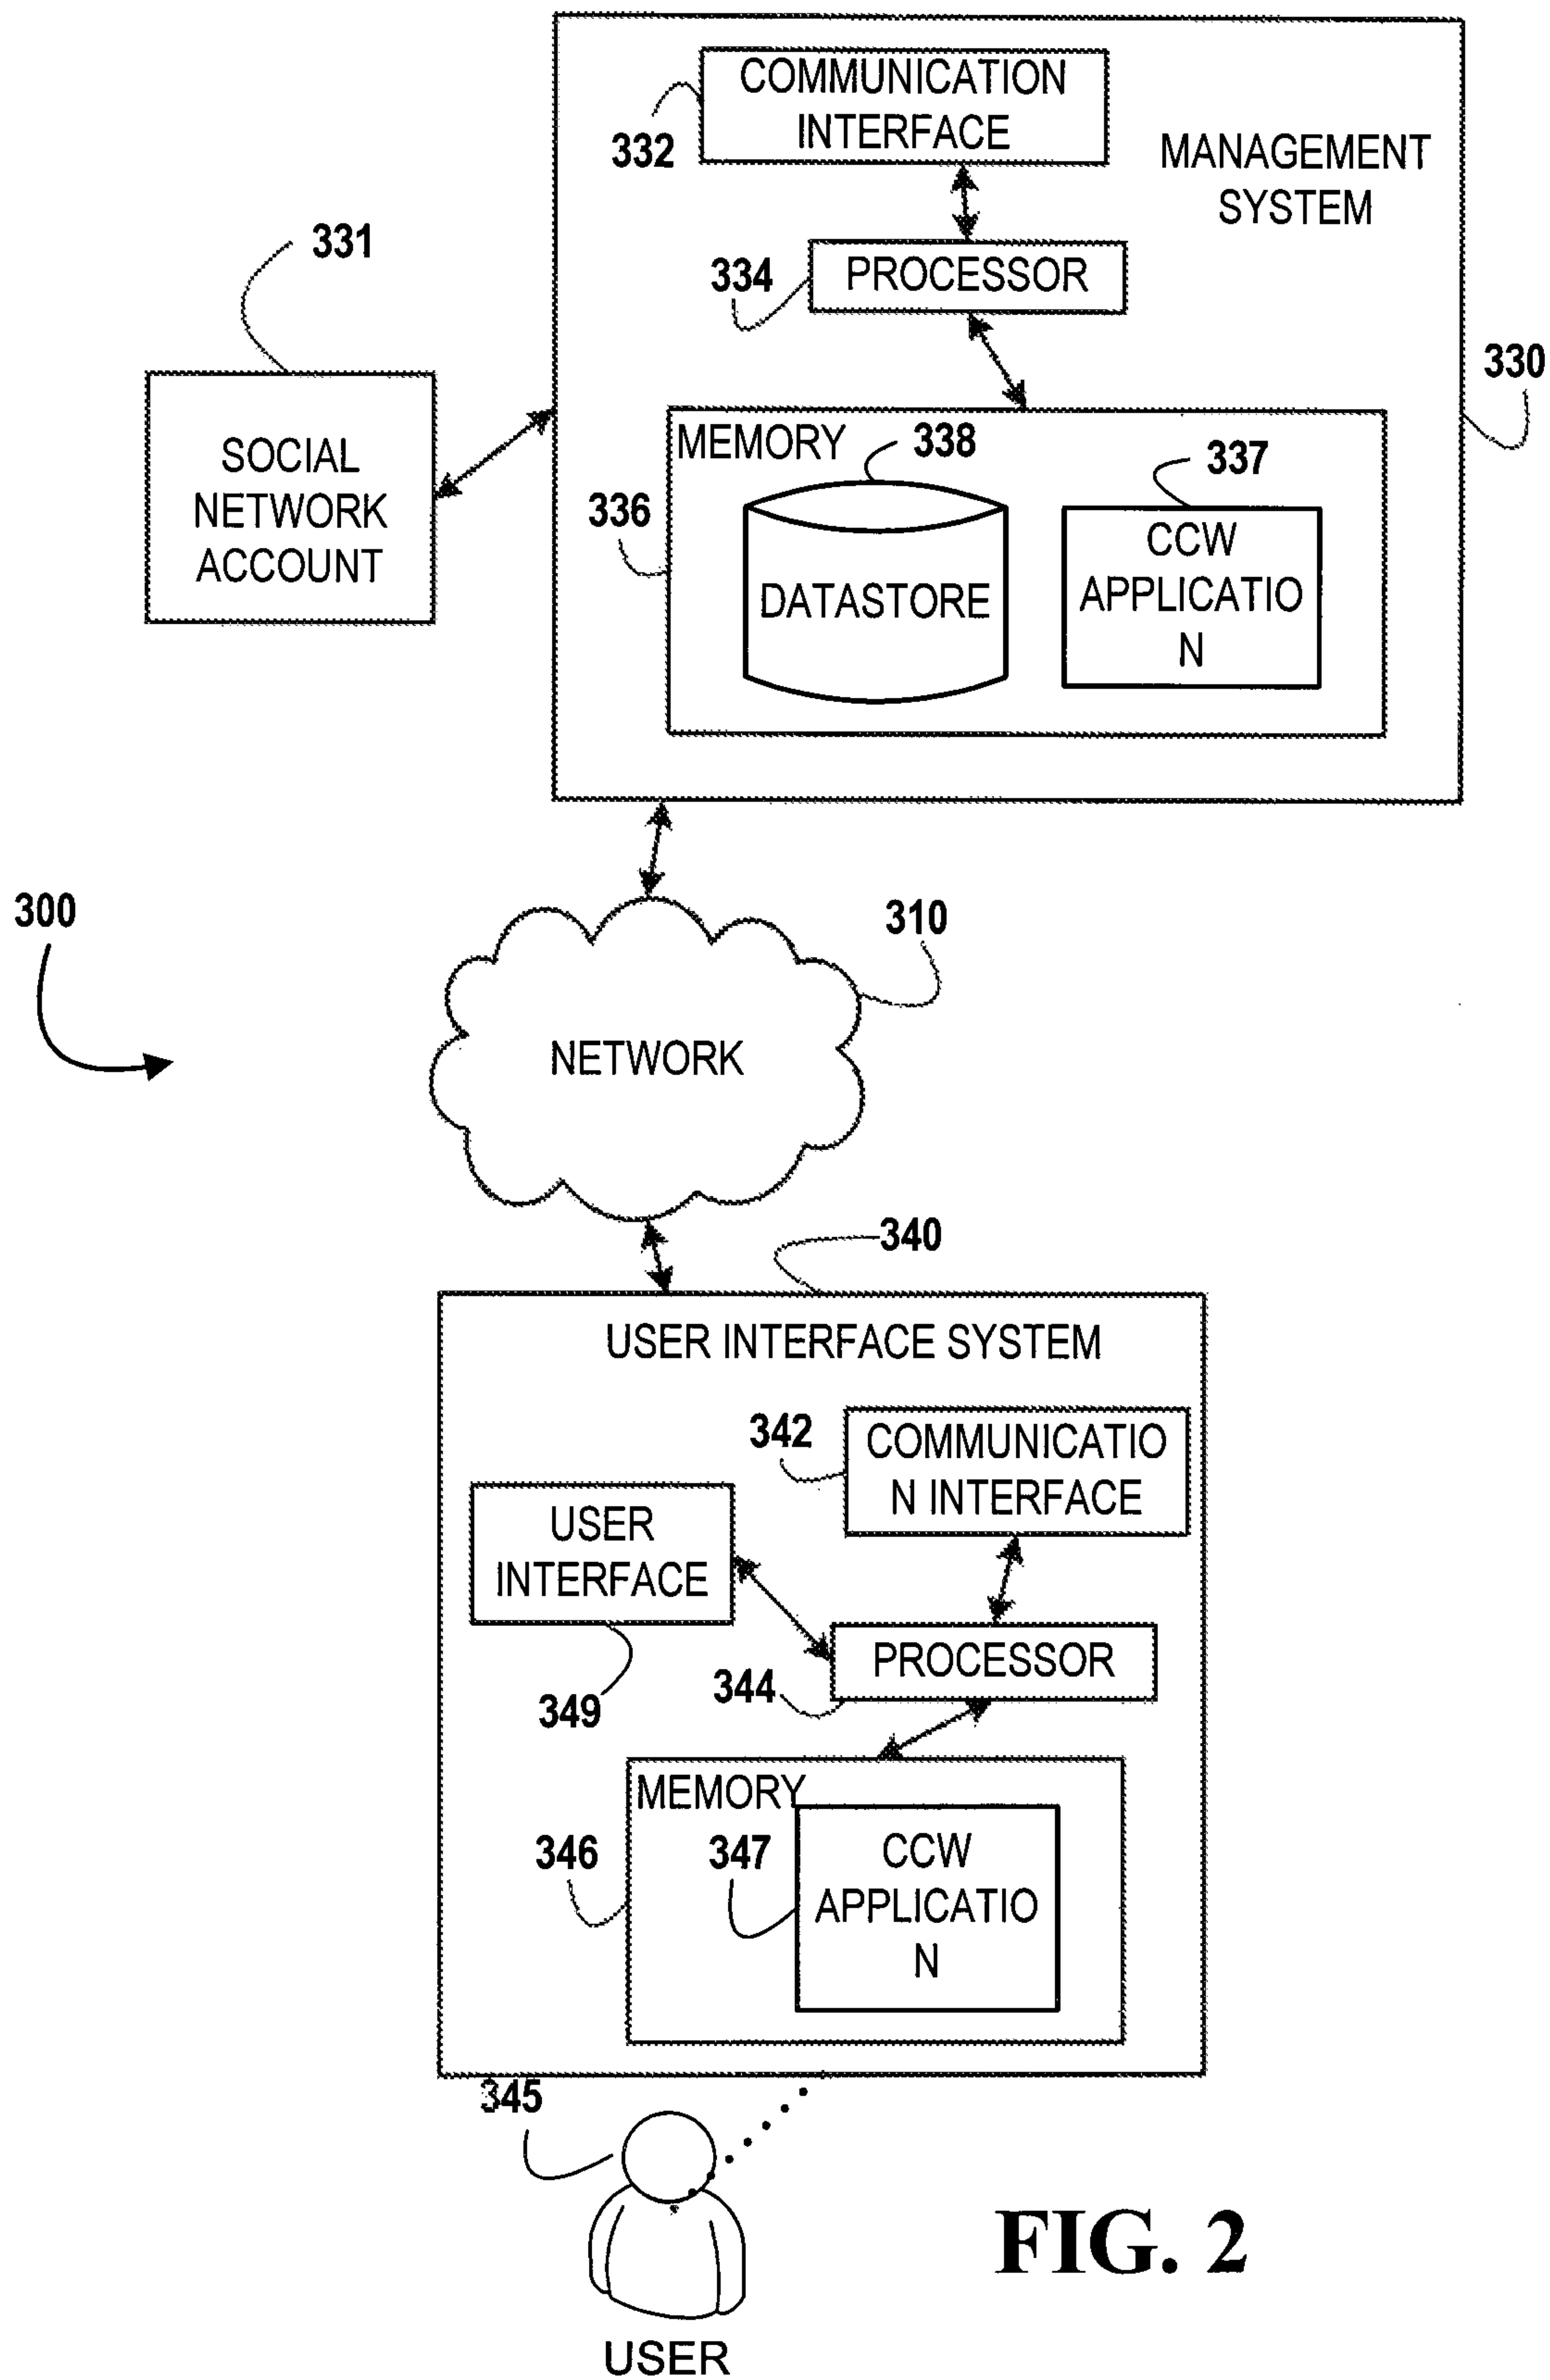 COMMUNICATION
INTERFACE
332
MANAGEMENT
SYSTEM
331
334
PROCESSOR
330
SOCIAL
NETWORK
ACCOUNT
MEMORY
338
337
336
DATASTORE
CCW
APPLICATIO
N
300
310
NETWORK
340
USER INTERFACE SYSTEM
342
COMMUNICATIO
N INTERFACE
USER
INTERFACE
349
344
PROCESSOR
MEMORY
346
347
CCW
APPLICATIO
N
345
USER
FIG. 2